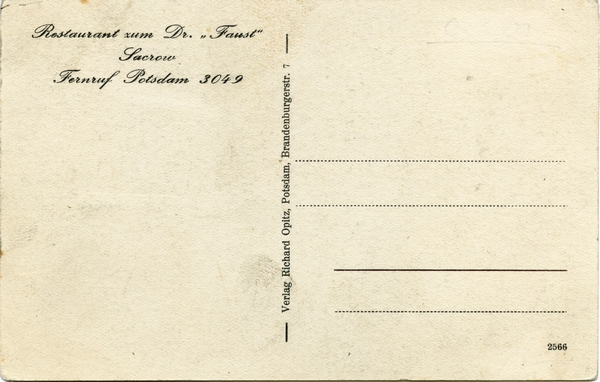 Restaurant zum Dr. „Faust“
Sacrow
Fernruf Potsdam 3049
Verlag Richard Opitz, Potsdam, Brandenburgerstr. 7
2566